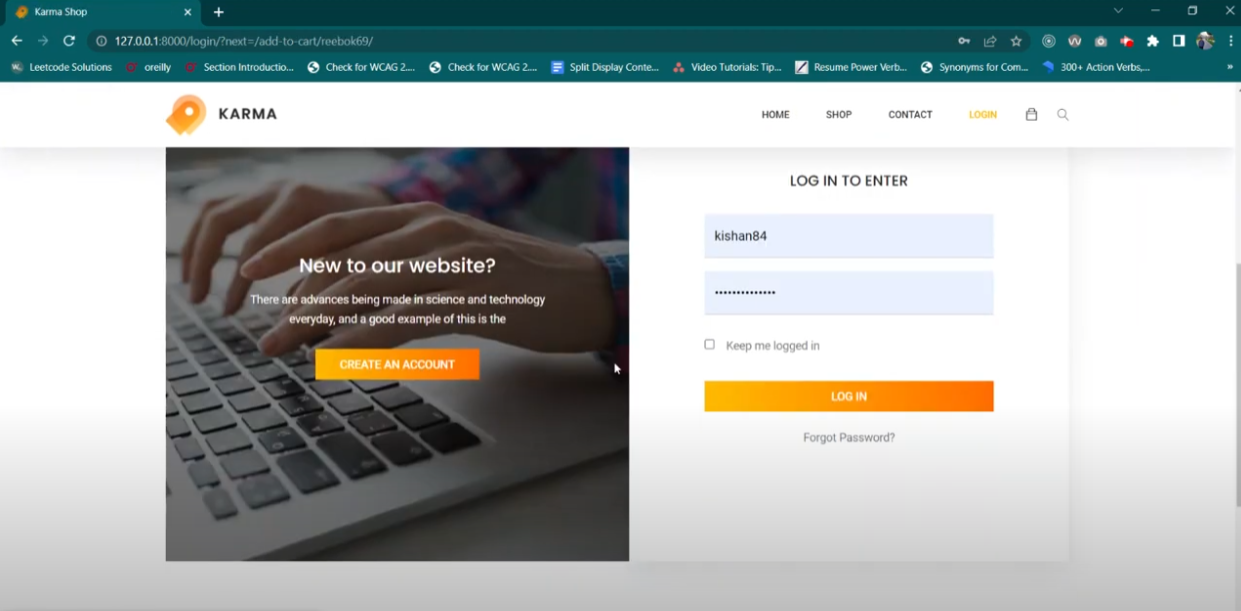 Karma Shop
127.0.0.1:8000/login/?next=/add-to-cart/reebok69/
Leetcode Solutions oreilly Section Introductio... Check for WCAG 2.... Check for WCAG 2.... Split Display Conte... Video Tutorials: Tip... Resume Power Verb... Synonyms for Com... 300+ Action Verbs,... »
KARMA HOME SHOP CONTACT LOGIN
LOG IN TO ENTER
kishan84
New to our website?
There are advances being made in science and technology
everyday, and a good example of this is the
CREATE AN ACCOUNT
••••••••••••••
Keep me logged in
LOG IN
Forgot Password?